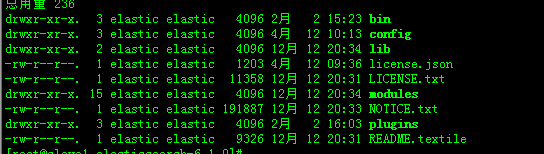 总用量 236
drwxr-xr-x. 3 elastic elastic 4096 2月 2 15:23 bin
drwxr-xr-x. 3 elastic elastic 4096 4月 12 10:13 config
drwxr-xr-x. 2 elastic elastic 4096 12月 12 20:34 lib
-rw-r--r--. 1 elastic elastic 1203 4月 12 09:36 license.json
-rw-r--r--. 1 elastic elastic 11358 12月 12 20:31 LICENSE.txt
drwxr-xr-x. 15 elastic elastic 4096 12月 12 20:34 modules
-rw-r--r--. 1 elastic elastic 191887 12月 12 20:33 NOTICE.txt
drwxr-xr-x. 3 elastic elastic 4096 2月 2 16:03 plugins
-rw-r--r--. 1 elastic elastic 9326 12月 12 20:31 README.textile
[root@slave1 elasticsearch-6.1.0]#